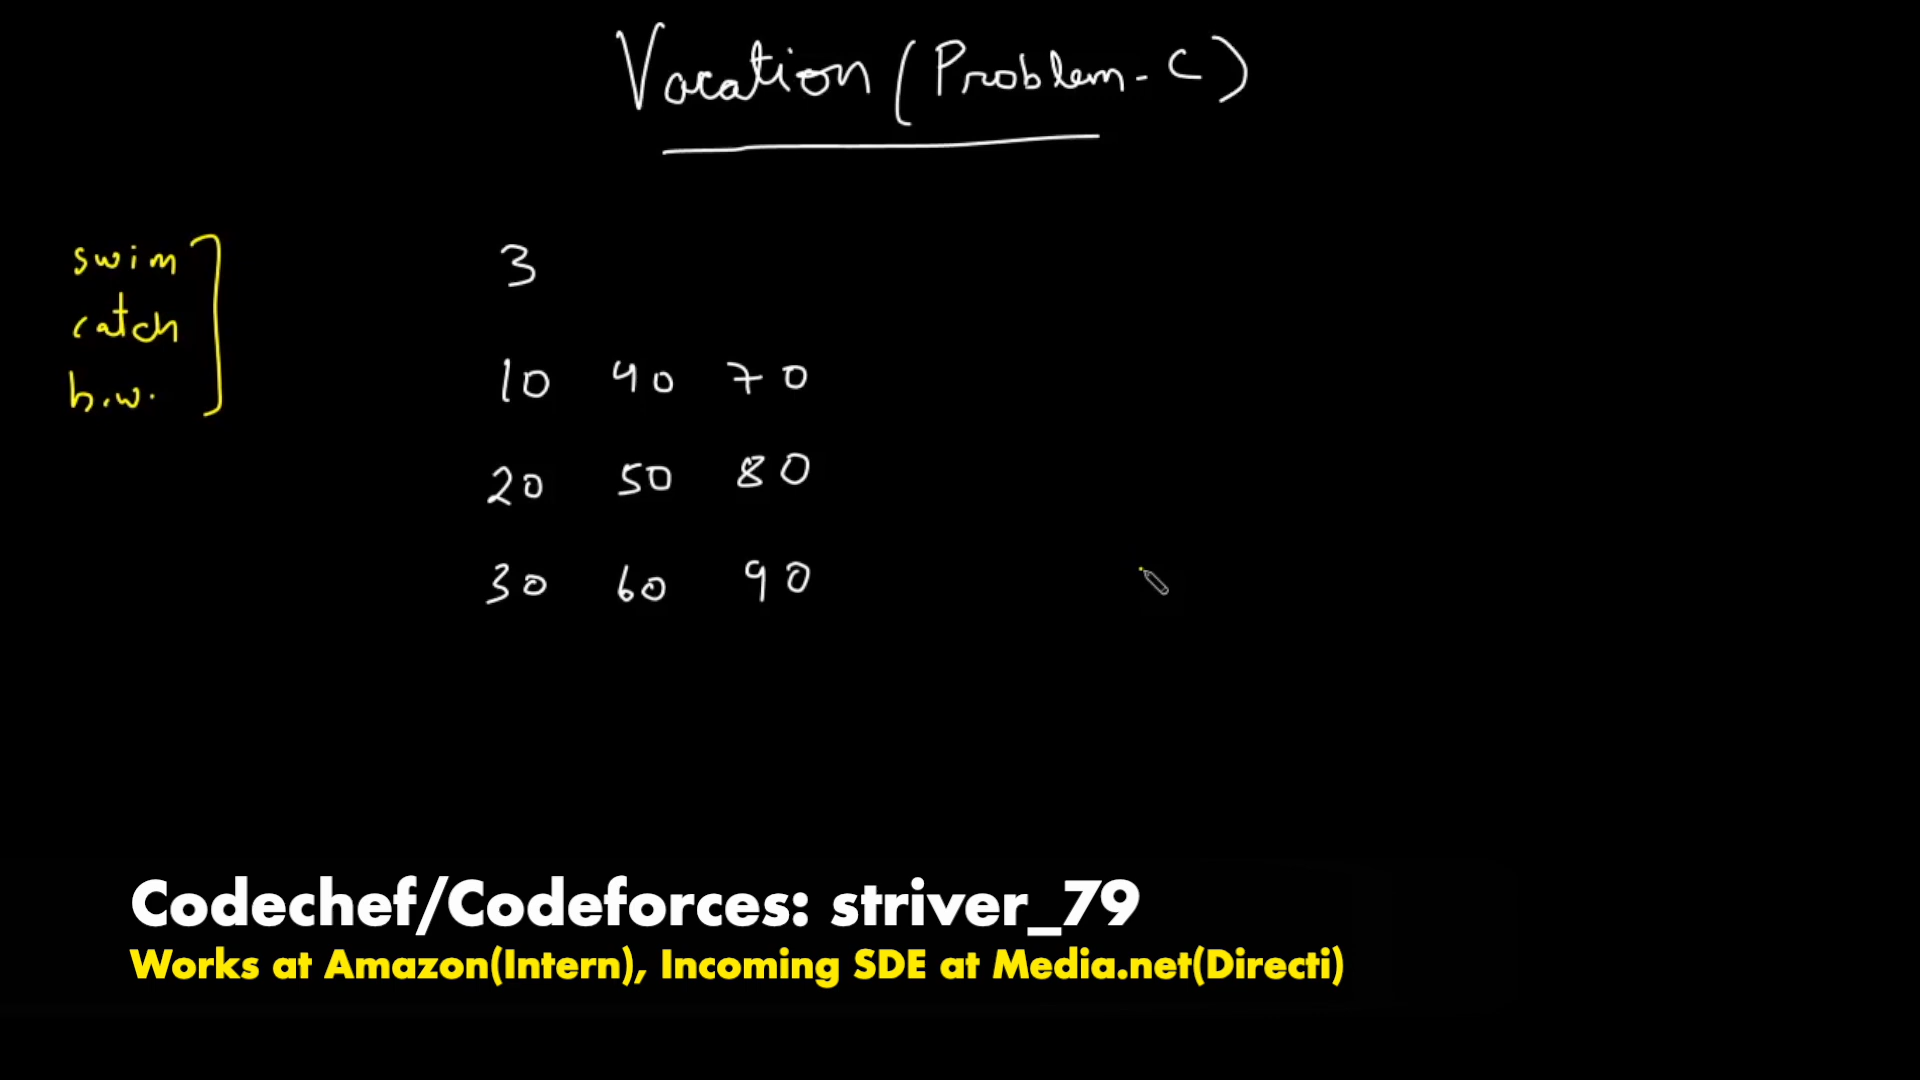 Vacation (Problem - C)
swim
catch
h.w.
3
10 40 70
20 50 80
30 60 90
Codechef/Codeforces: striver_79
Works at Amazon(Intern), Incoming SDE at Media.net(Directi)